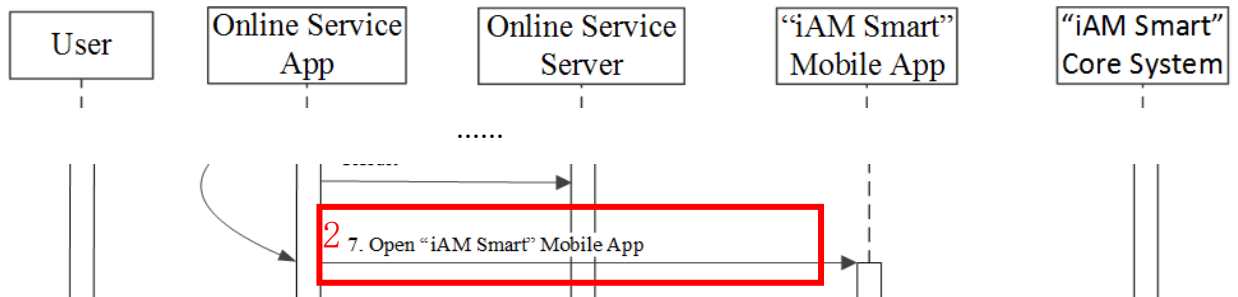 User
Online Service
App
Online Service
Server
“iAM Smart”
Mobile App
“iAM Smart”
Core System
......
2 7. Open “iAM Smart” Mobile App